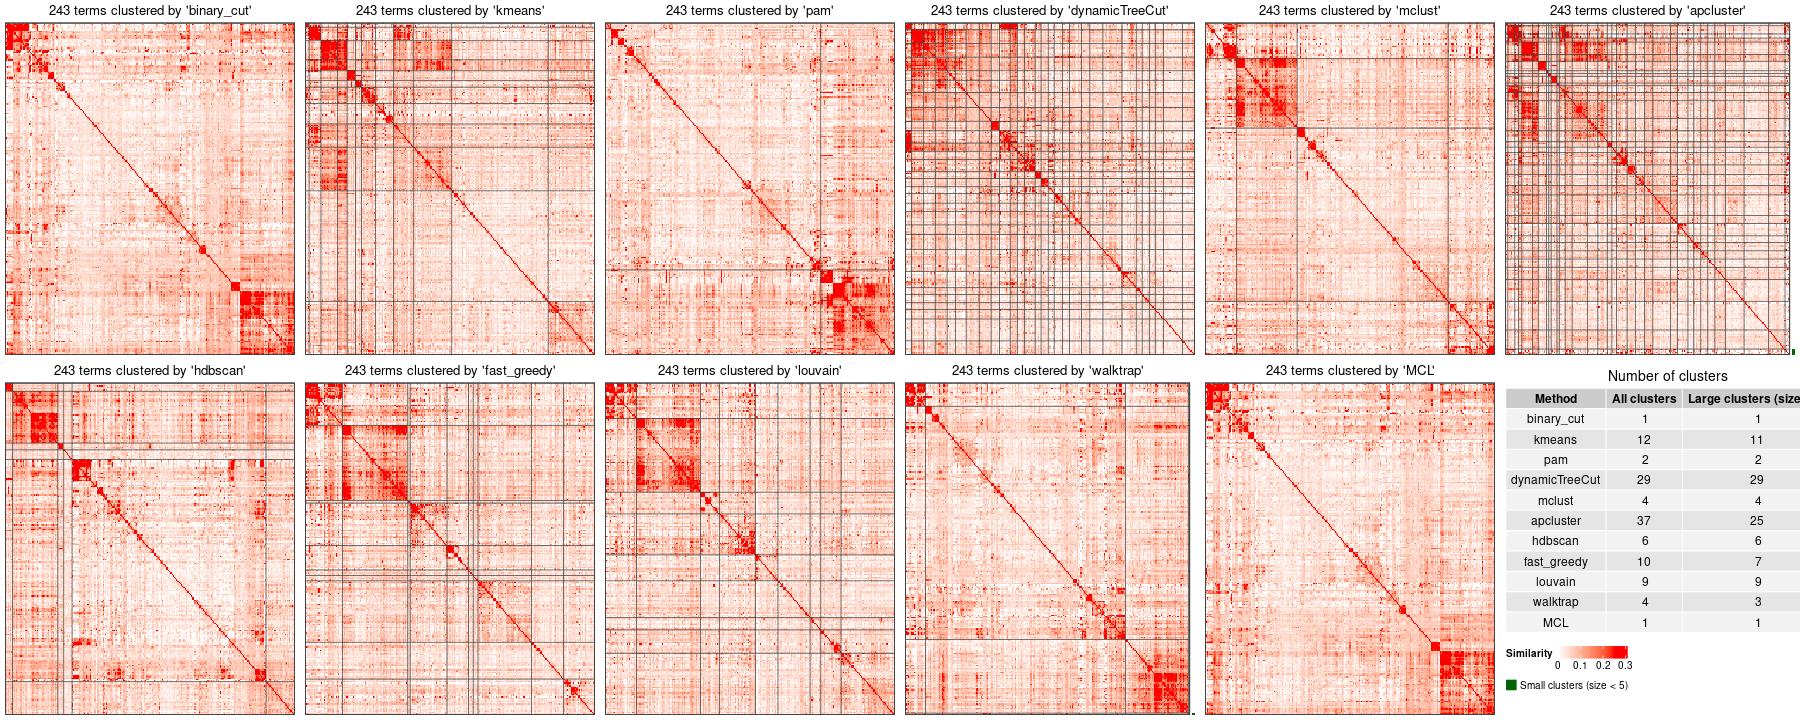 243 terms clustered by 'binary_cut'
243 terms clustered by 'kmeans'
243 terms clustered by 'pam'
243 terms clustered by 'dynamicTreeCut'
243 terms clustered by 'mclust'
243 terms clustered by 'apcluster'
243 terms clustered by 'hdbscan'
243 terms clustered by 'fast_greedy'
243 terms clustered by 'louvain'
243 terms clustered by 'walktrap'
243 terms clustered by 'MCL'
Number of clusters
Method All clusters Large clusters (size
binary_cut 1 1
kmeans 12 11
pam 2 2
dynamicTreeCut 29 29
mclust 4 4
apcluster 37 25
hdbscan 6 6
fast_greedy 10 7
louvain 9 9
walktrap 4 3
MCL 1 1
Similarity
0 0.1 0.2 0.3
Small clusters (size < 5)